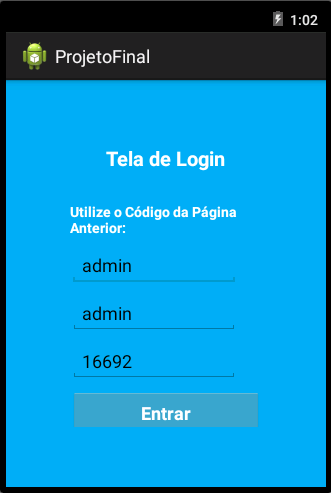 1:02
ProjetoFinal
Tela de Login
Utilize o Código da Página
Anterior:
admin
admin
16692
Entrar